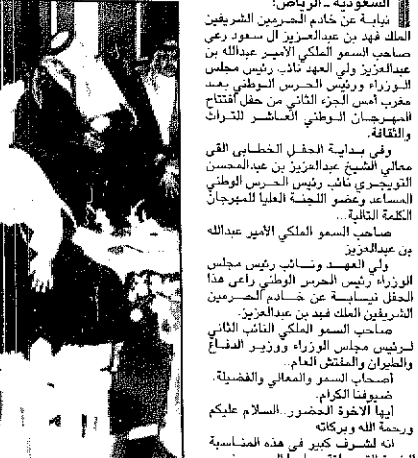 السعودية ـ الرياض:
نيابة عن خادم الحرمين الشريفين
الملك فهد بن عبدالعزيز آل سعود رعى
صاحب السمو الملكي الأمير عبدالله بن
عبدالعزيز ولي العهد نائب رئيس مجلس
الوزراء ورئيس الحرس الوطني بعد
مغرب أمس الجزء الثاني من حفل افتتاح
المهرجان الوطني العاشر للتراث
والثقافة.
وفي بداية الحفل الخطابي القى
معالي الشيخ عبدالعزيز بن عبدالمحسن
التويجري نائب رئيس الحرس الوطني
المساعد وعضو اللجنة العليا للمهرجان
الكلمة التالية...
صاحب السمو الملكي الأمير عبدالله
بن عبدالعزيز
ولي العهد ونائب رئيس مجلس
الوزراء رئيس الحرس الوطني راعي هذا
الحفل نيابة عن خادم الحرمين
الشريفين الملك فهد بن عبدالعزيز.
صاحب السمو الملكي النائب الثاني
لرئيس مجلس الوزراء ووزير الدفاع
والطيران والمفتش العام..
أصحاب السمو والمعالي والفضيلة.
ضيوفنا الكرام.
أيها الاخوة الحضور..السلام عليكم
ورحمة الله وبركاته
انه لشرف كبير في هذه المناسبة